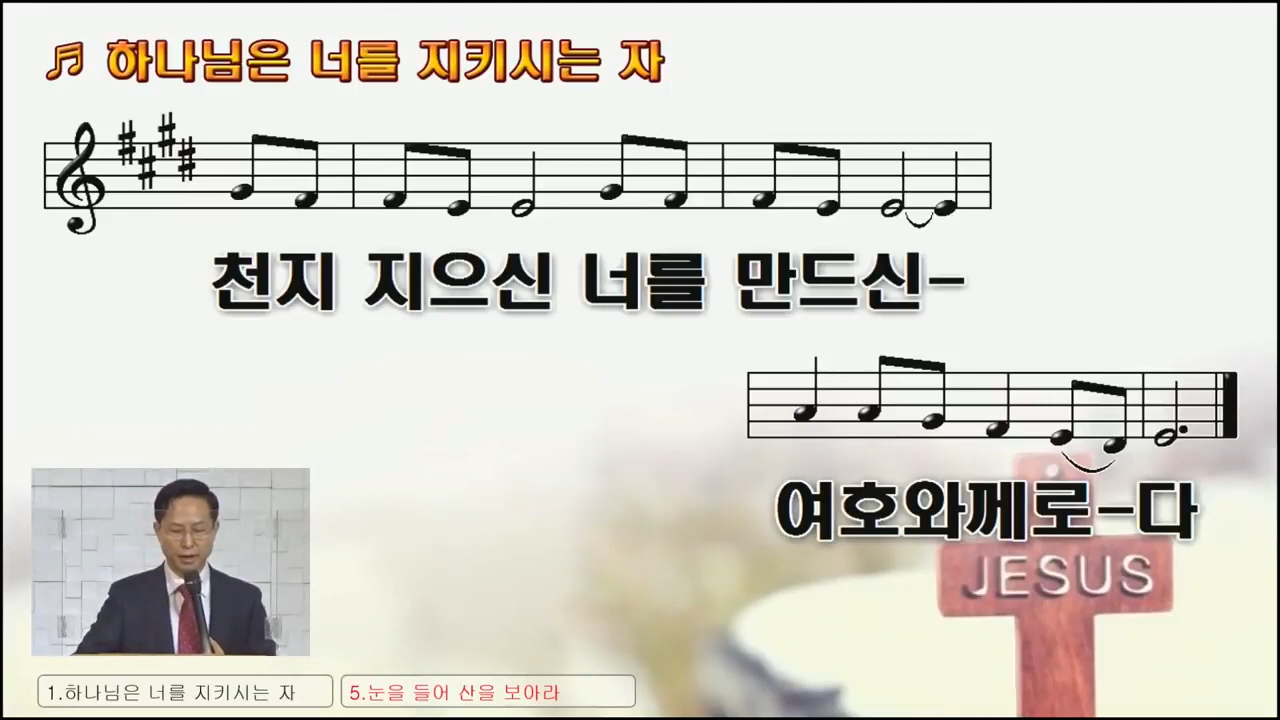 ♬ 하나님은 너를 지키시는 자
천지 지으신 너를 만드신-
여호와께로-다
JESUS
1.하나님은 너를 지키시는 자
5.눈을 들어 산을 보아라